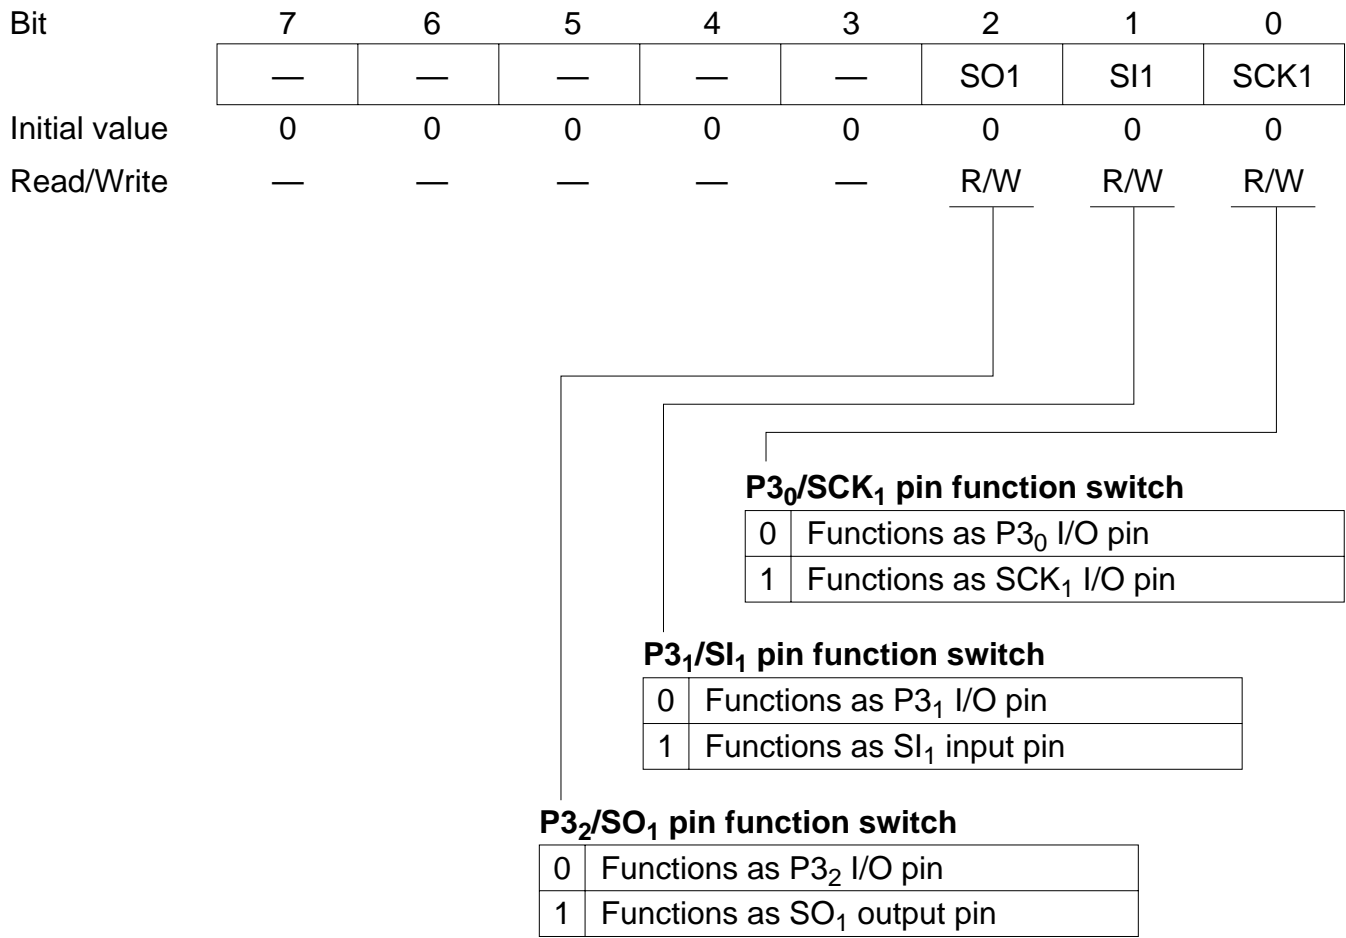 Bit 7 6 5 4 3 2 1 0
— — — — — SO1 SI1 SCK1
Initial value 0 0 0 0 0 0 0 0
Read/Write — — — — — R/W R/W R/W
P3₀/SCK₁ pin function switch
0 Functions as P3₀ I/O pin
1 Functions as SCK₁ I/O pin
P3₁/SI₁ pin function switch
0 Functions as P3₁ I/O pin
1 Functions as SI₁ input pin
P3₂/SO₁ pin function switch
0 Functions as P3₂ I/O pin
1 Functions as SO₁ output pin